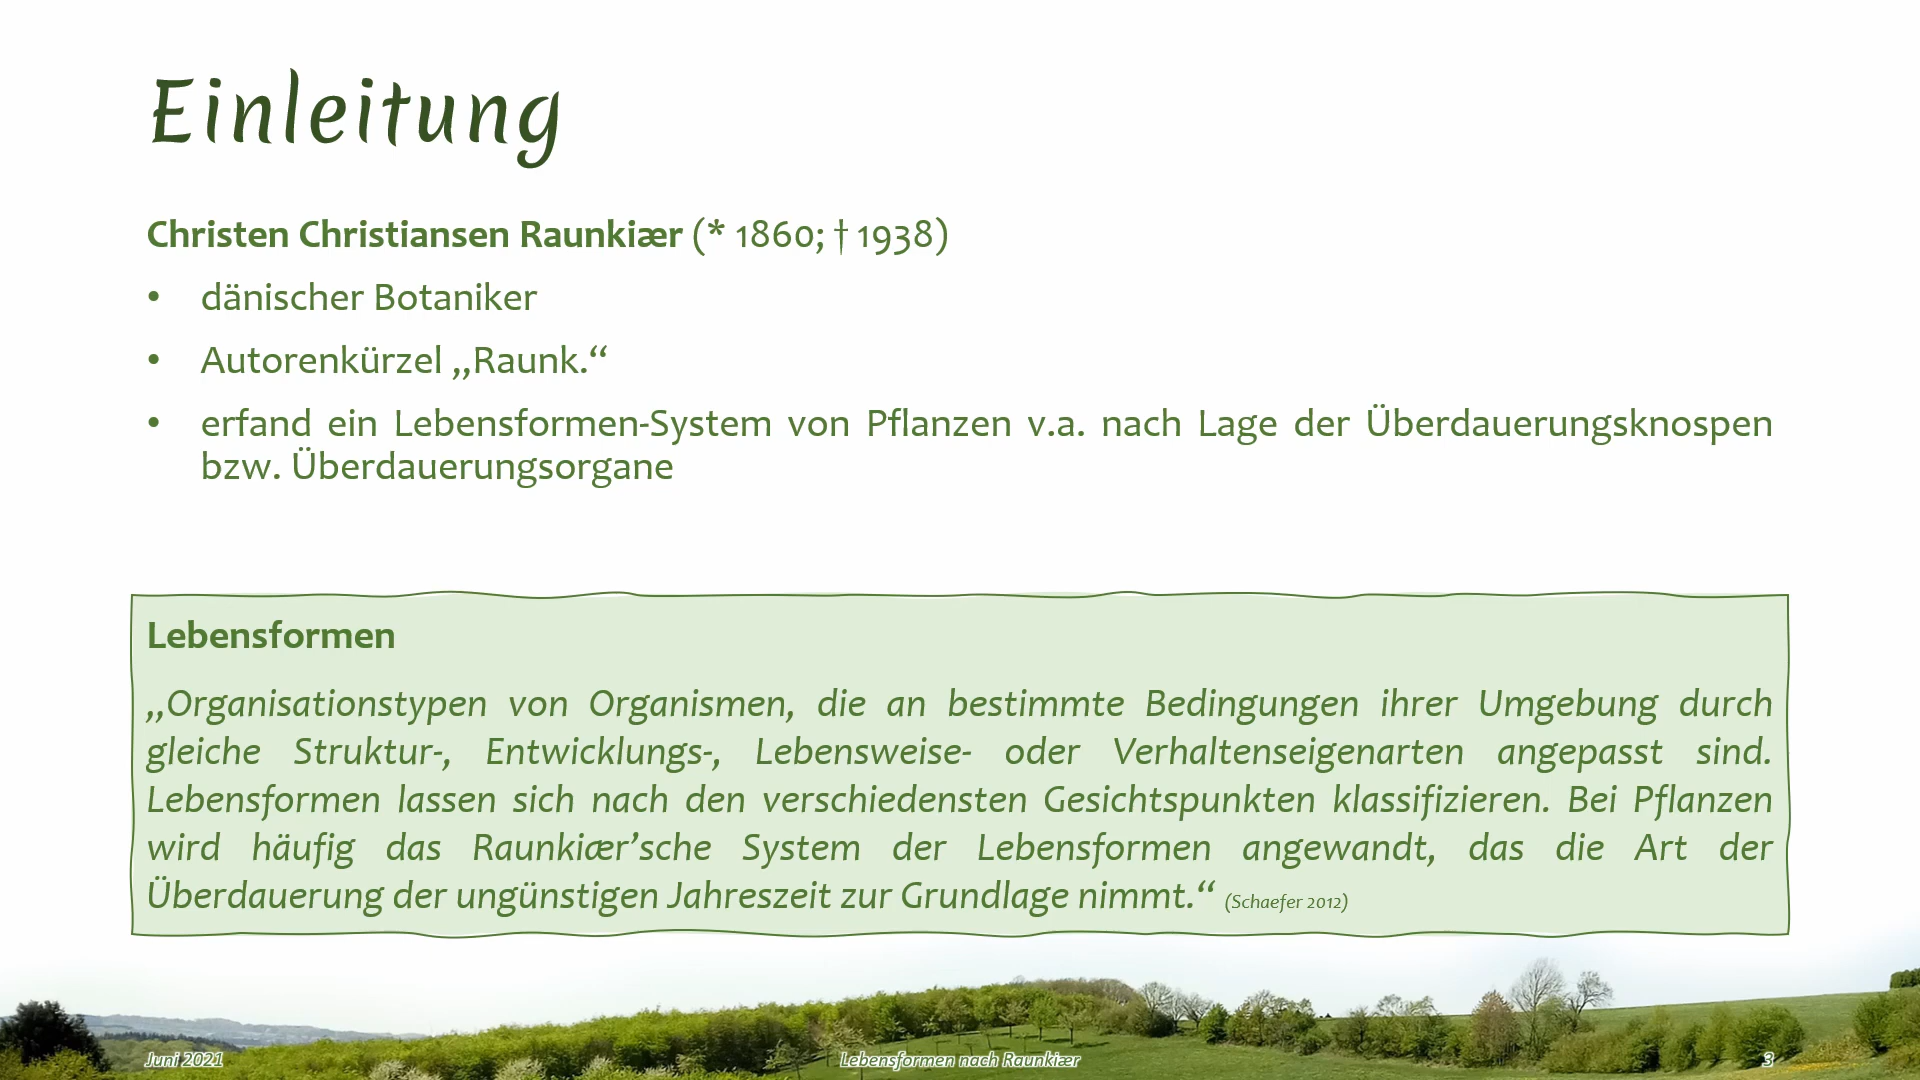 Einleitung
Christen Christiansen Raunkiær (* 1860; † 1938)
• dänischer Botaniker
• Autorenkürzel „Raunk.“
• erfand ein Lebensformen-System von Pflanzen v.a. nach Lage der Überdauerungsknospen
bzw. Überdauerungsorgane
Lebensformen
„Organisationstypen von Organismen, die an bestimmte Bedingungen ihrer Umgebung durch
gleiche Struktur-, Entwicklungs-, Lebensweise- oder Verhaltenseigenarten angepasst sind.
Lebensformen lassen sich nach den verschiedensten Gesichtspunkten klassifizieren. Bei Pflanzen
wird häufig das Raunkiær’sche System der Lebensformen angewandt, das die Art der
Überdauerung der ungünstigen Jahreszeit zur Grundlage nimmt.“ (Schaefer 2012)
Juni 2021
Lebensformen nach Raunkiær
3